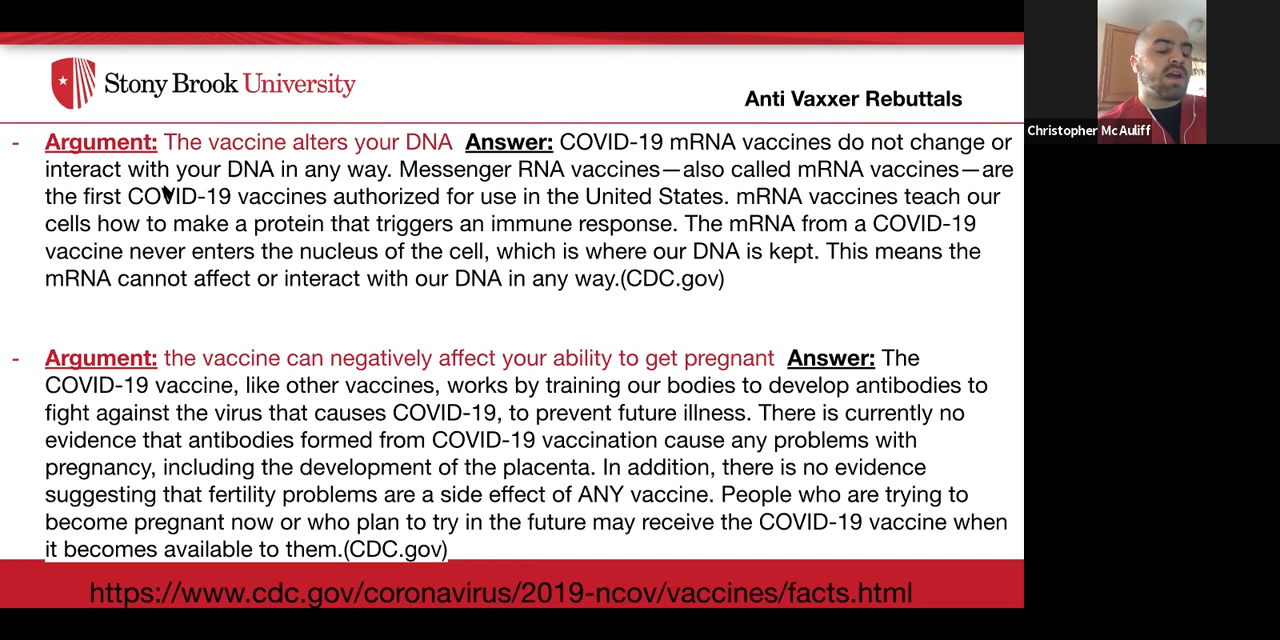 Stony Brook University
Anti Vaxxer Rebuttals
Christopher Mc Auliff
- Argument: The vaccine alters your DNA Answer: COVID-19 mRNA vaccines do not change or
interact with your DNA in any way. Messenger RNA vaccines—also called mRNA vaccines—are
the first COVID-19 vaccines authorized for use in the United States. mRNA vaccines teach our
cells how to make a protein that triggers an immune response. The mRNA from a COVID-19
vaccine never enters the nucleus of the cell, which is where our DNA is kept. This means the
mRNA cannot affect or interact with our DNA in any way.(CDC.gov)
- Argument: the vaccine can negatively affect your ability to get pregnant Answer: The
COVID-19 vaccine, like other vaccines, works by training our bodies to develop antibodies to
fight against the virus that causes COVID-19, to prevent future illness. There is currently no
evidence that antibodies formed from COVID-19 vaccination cause any problems with
pregnancy, including the development of the placenta. In addition, there is no evidence
suggesting that fertility problems are a side effect of ANY vaccine. People who are trying to
become pregnant now or who plan to try in the future may receive the COVID-19 vaccine when
it becomes available to them.(CDC.gov)
https://www.cdc.gov/coronavirus/2019-ncov/vaccines/facts.html